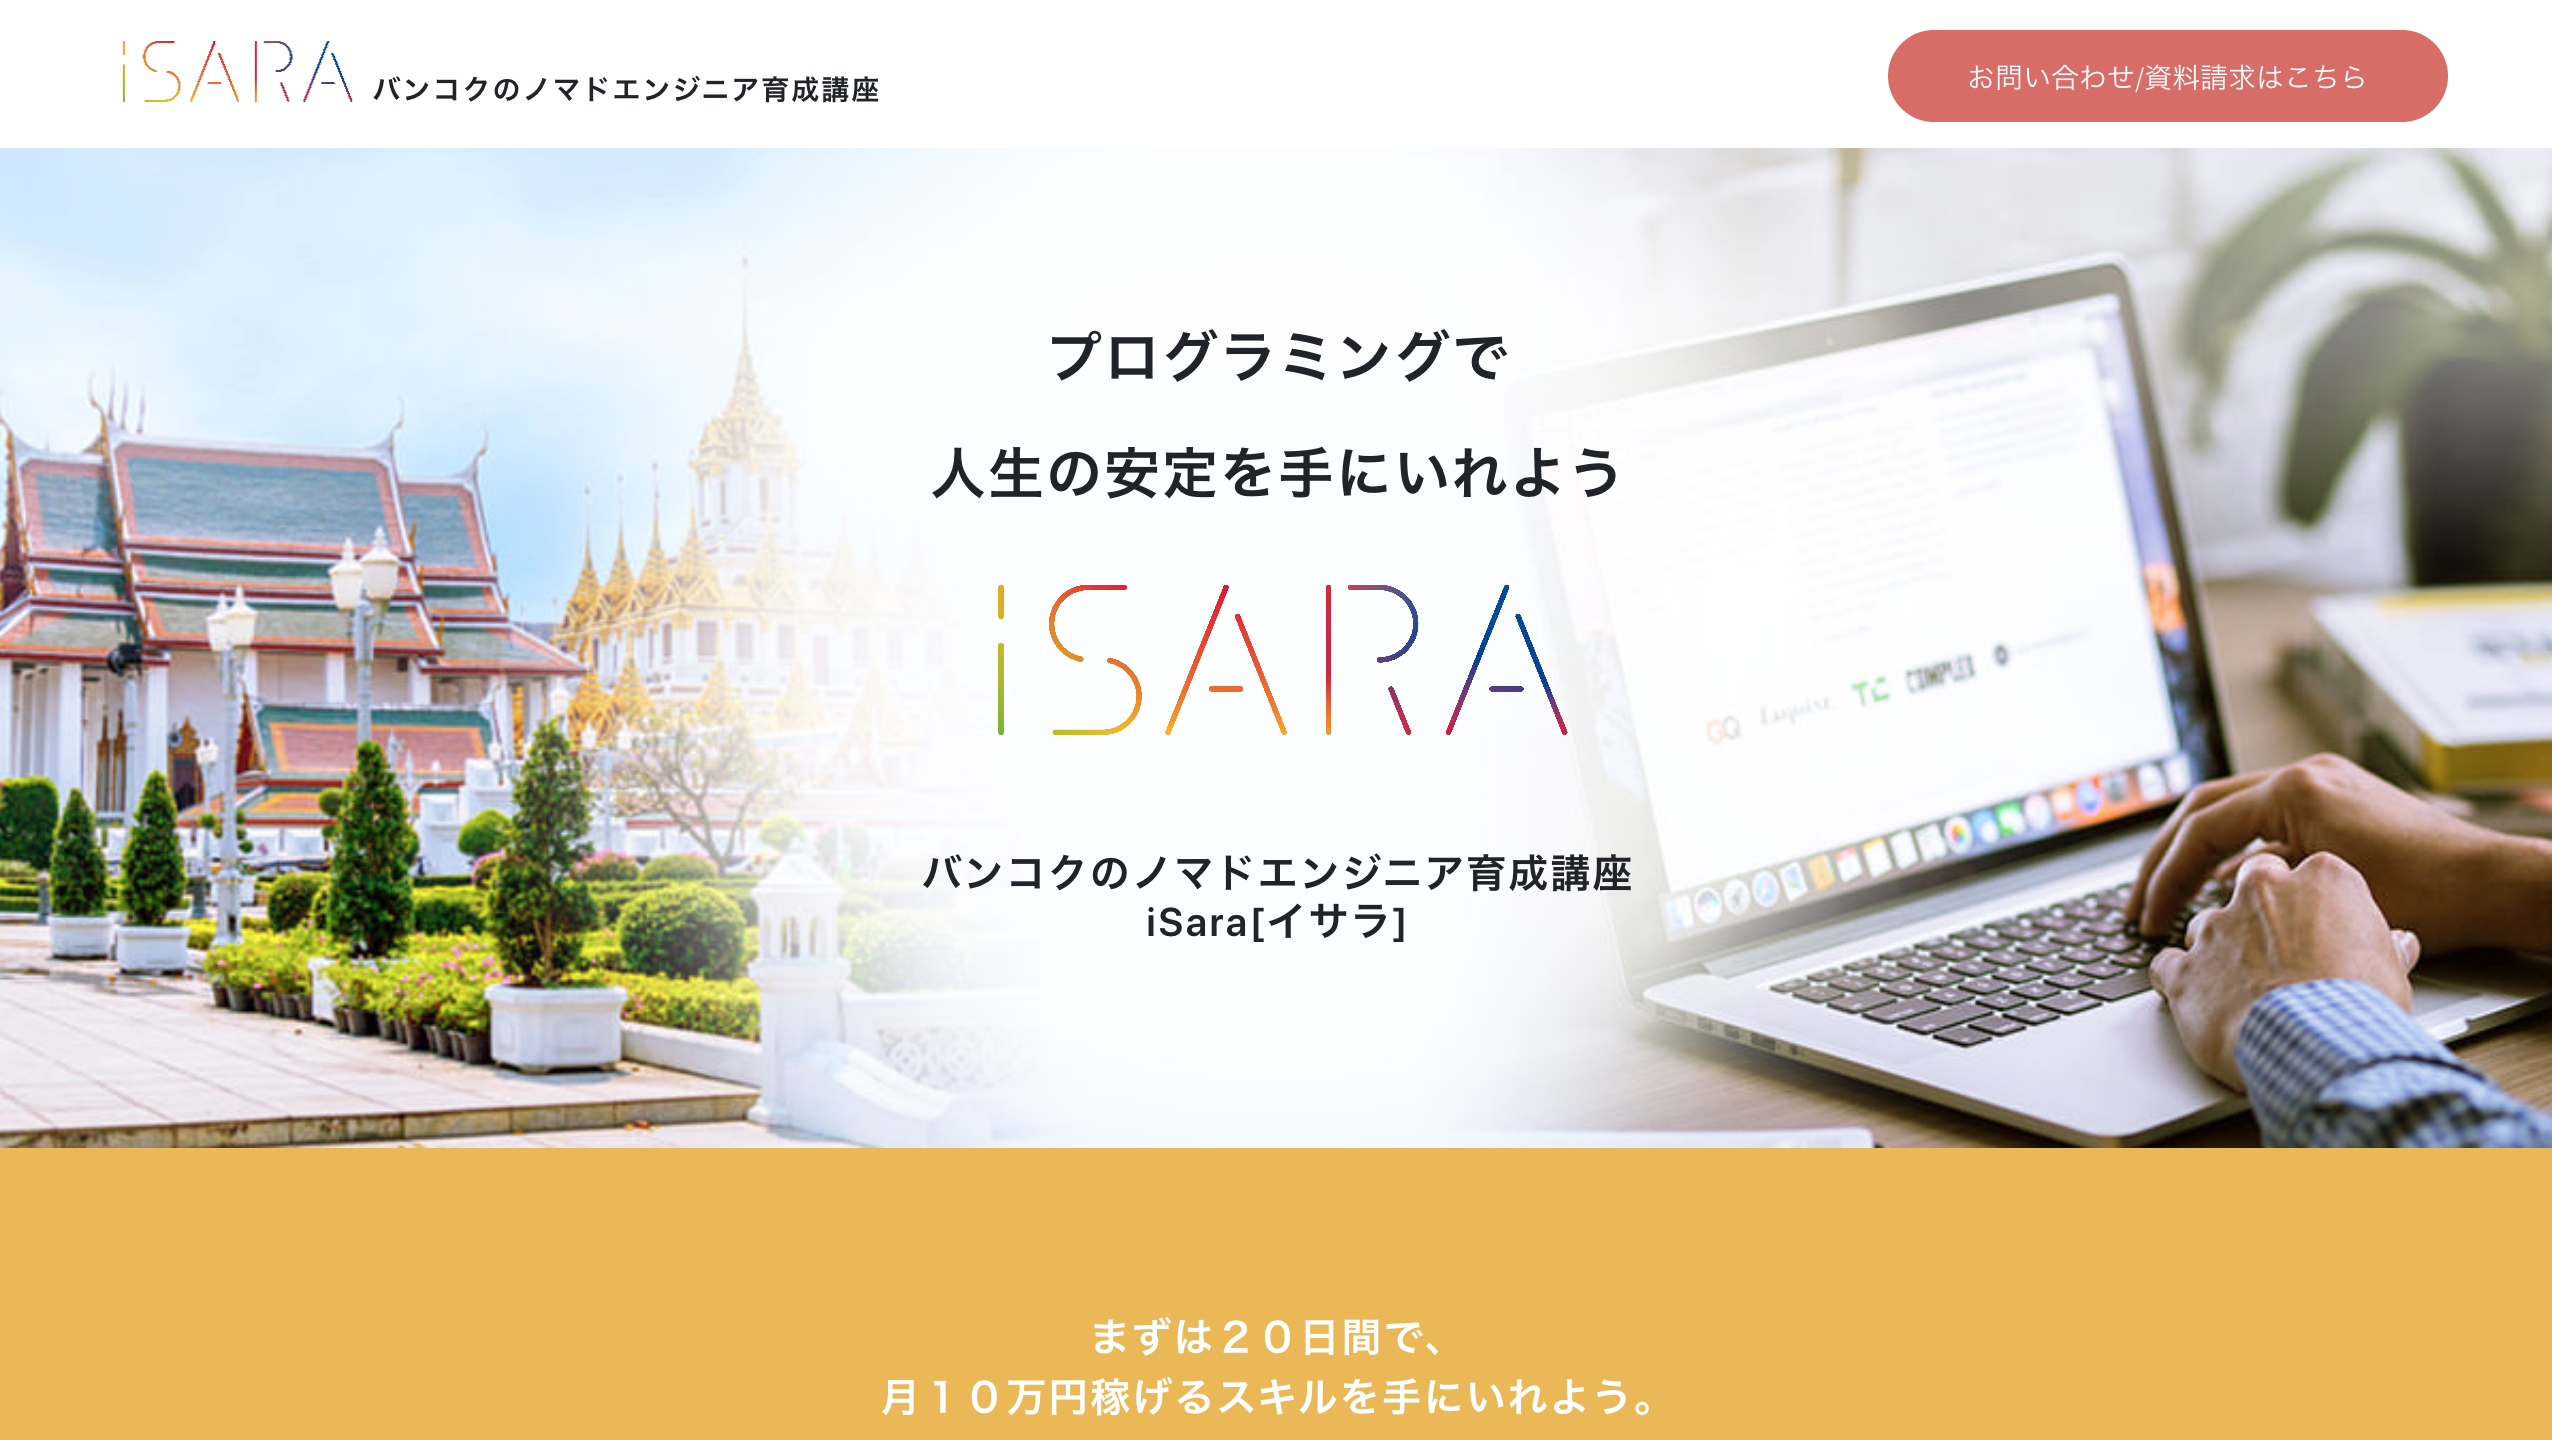 iSARA バンコクのノマドエンジニア育成講座
お問い合わせ/資料請求はこちら
プログラミングで
人生の安定を手にいれよう
iSARA
バンコクのノマドエンジニア育成講座
iSara[イサラ]
GQ Esquire TC COMPLEX
まずは２０日間で、
月１０万円稼げるスキルを手にいれよう。